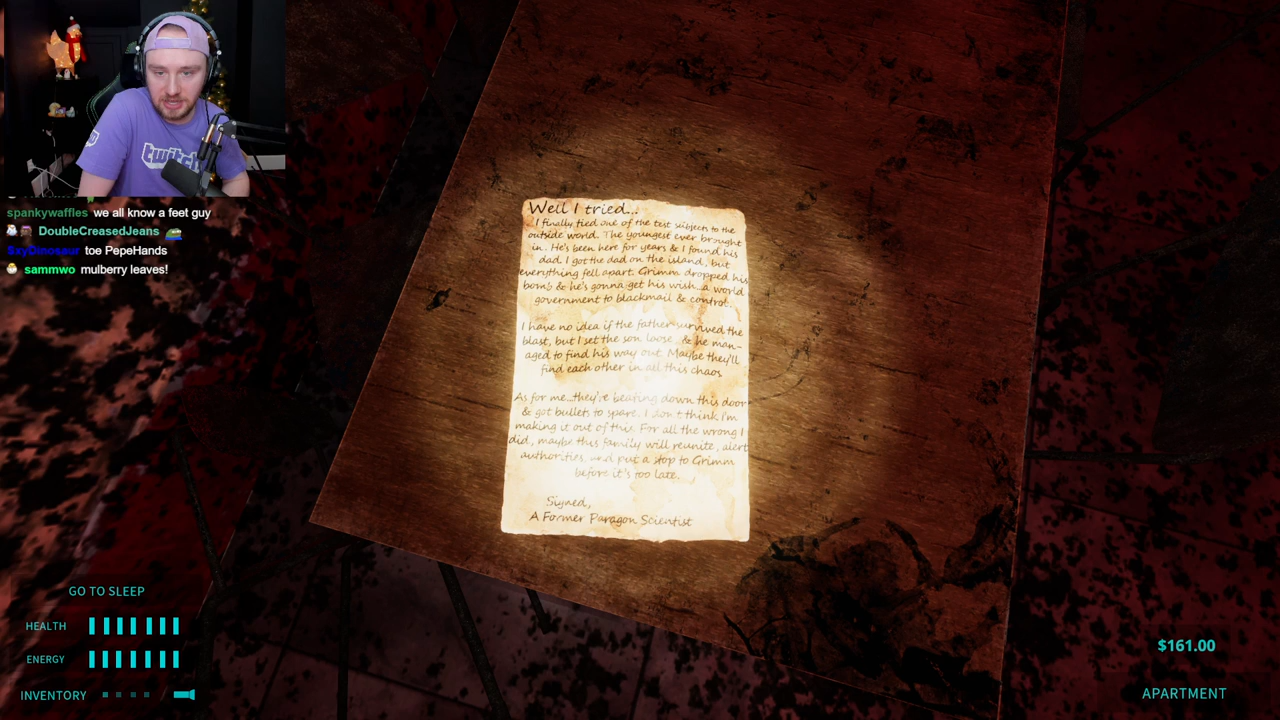 twitch
spankywaffles we all know a feet guy
DoubleCreasedJeans
SxyDinosaur toe PepeHands
sammwo mulberry leaves!
Well I tried...
I finally tied one of the test subjects to the
outside world. The youngest ever brought
in. He's been here for years & I found his
dad. I got the dad on the island, but
everything fell apart. Grimm dropped his
bomb & he's gonna get his wish...a world
government to blackmail & control.
I have no idea if the father survived the
blast, but I set the son loose & he man-
aged to find his way out. Maybe they'll
find each other in all this chaos
As for me...they're bearing down this door
& got bullets to spare. I don't think I'm
making it out of this. For all the wrong I
did, maybe this family will reunite, alert
authorities, and put a stop to Grimm
before it's too late.
Signed,
A Former Paragon Scientist
GO TO SLEEP
HEALTH
ENERGY
INVENTORY
$161.00
APARTMENT